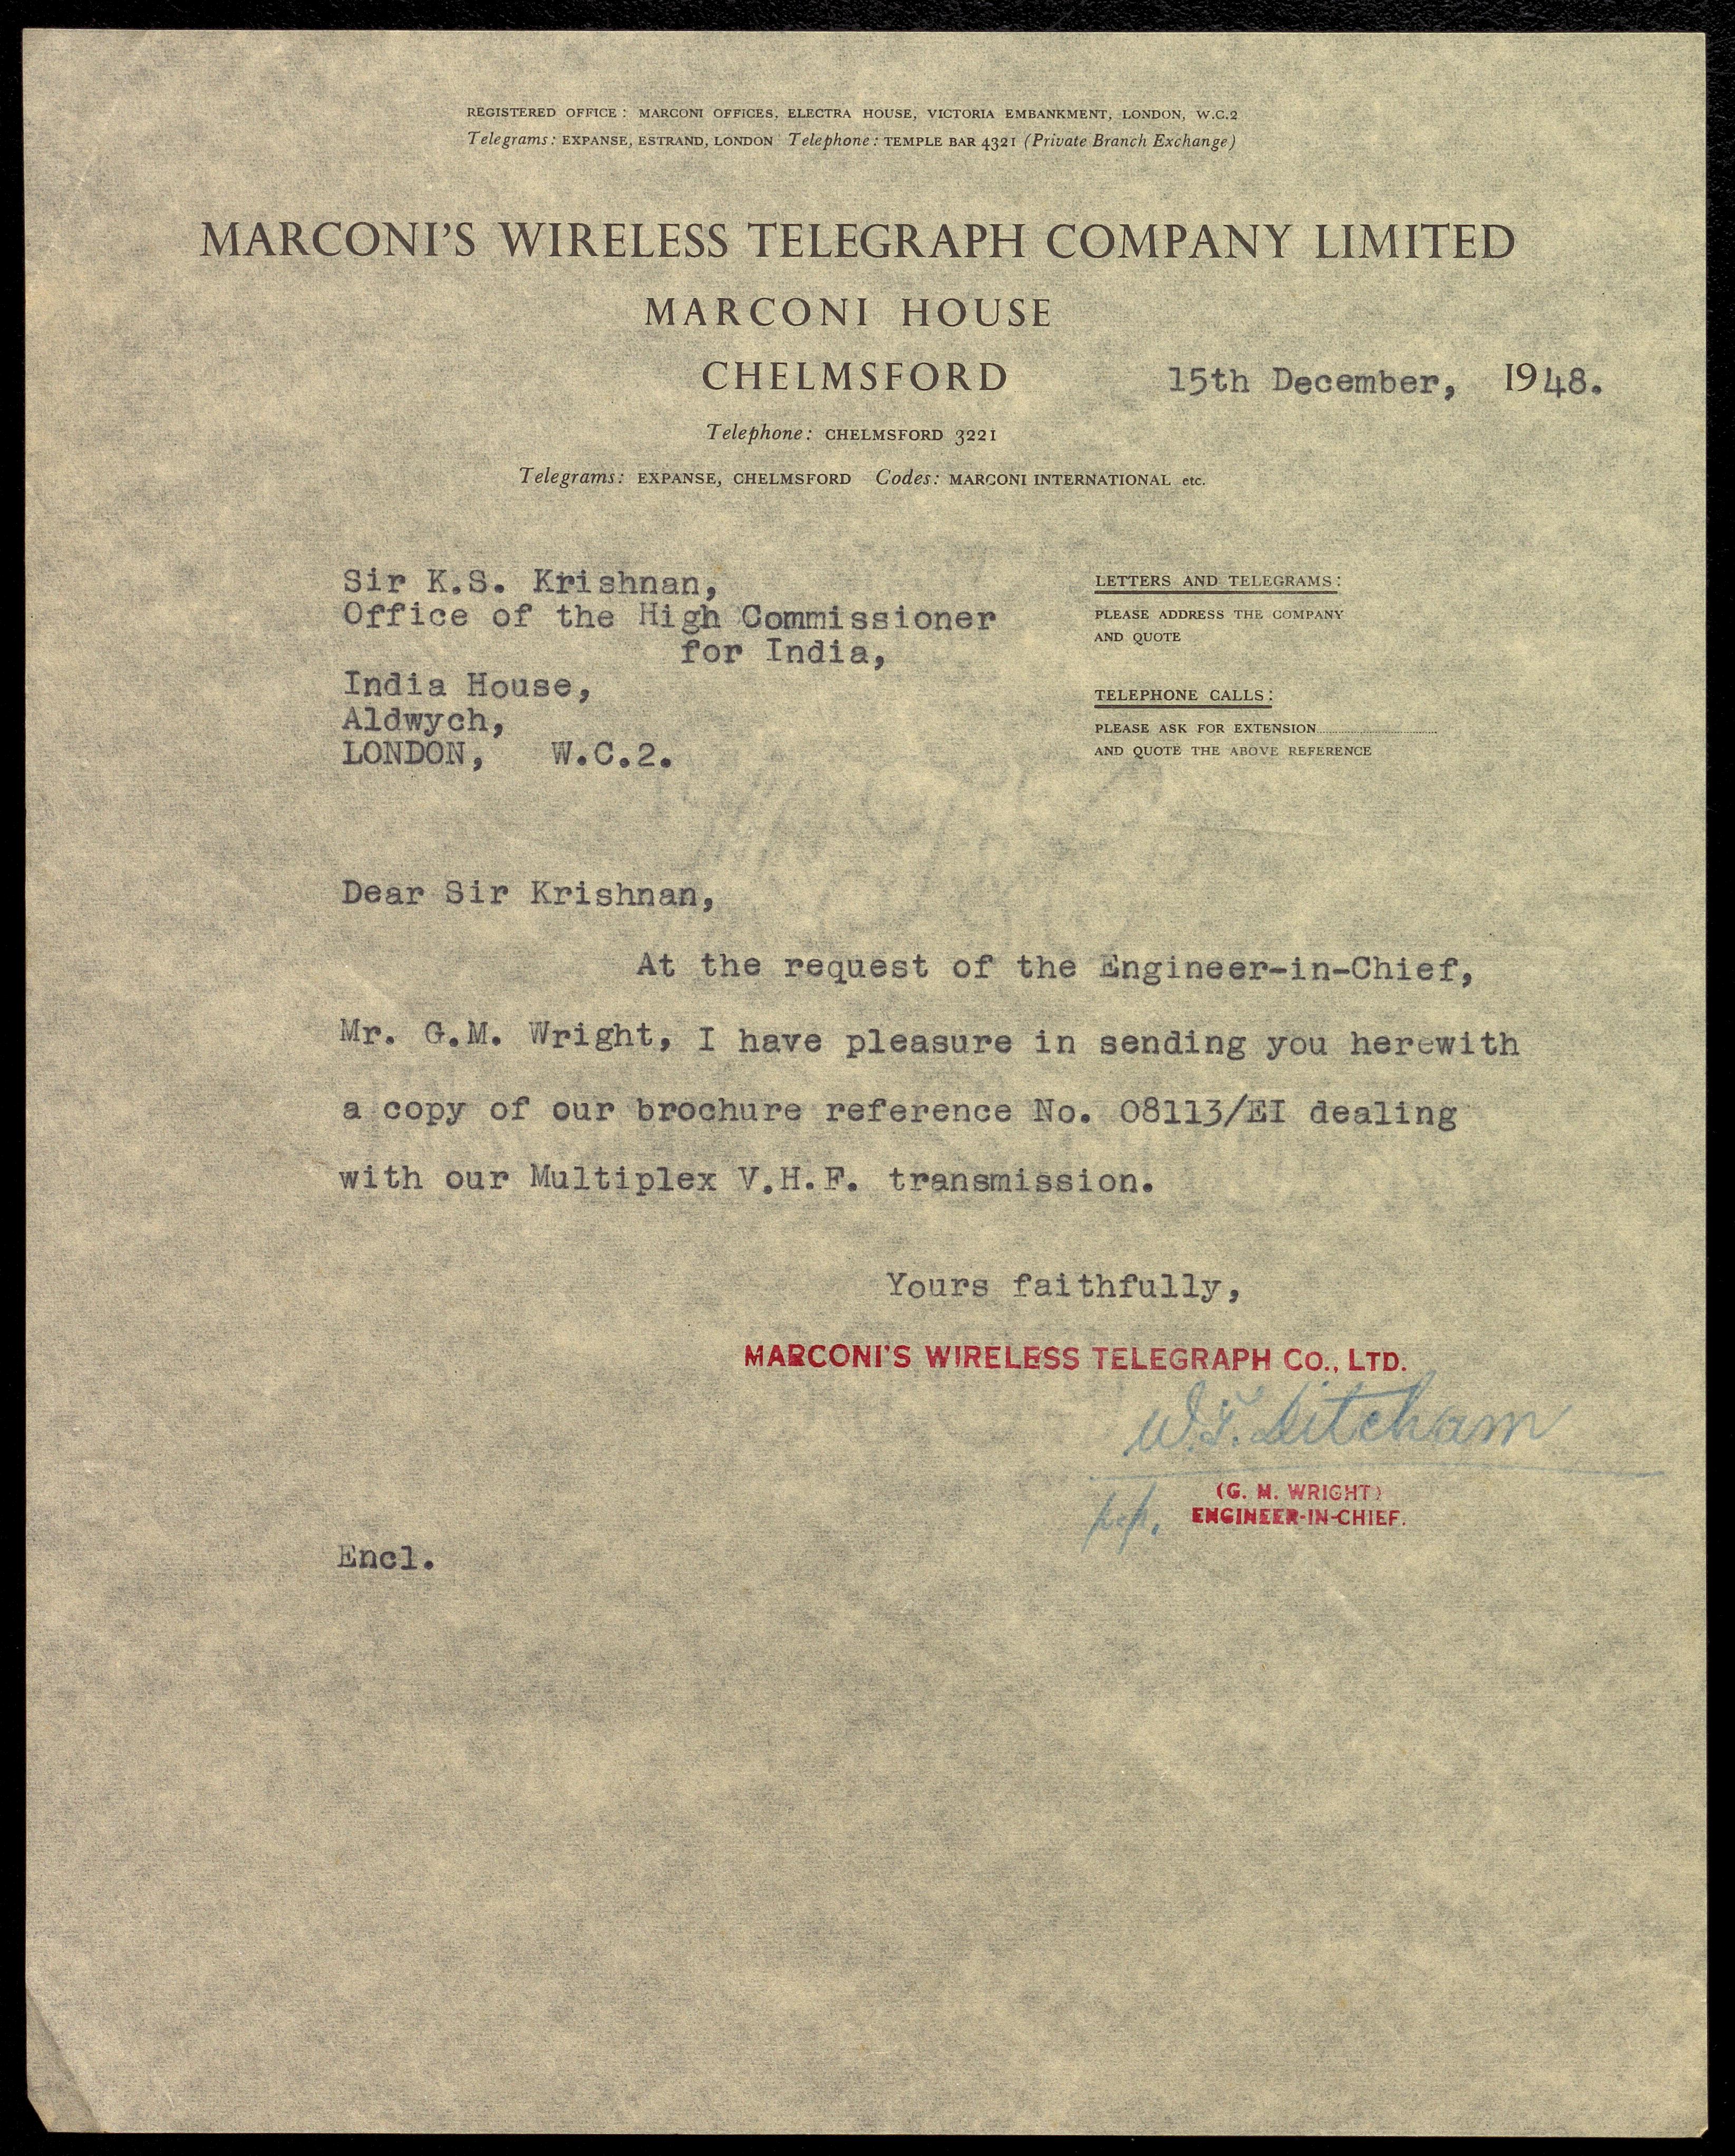 REGISTERED OFFICE : MARCONI OFFICES, ELECTRA HOUSE, VICTORIA EMBANKMENT, LONDON, W.C.2
Telegrams: EXPANSE, ESTRAND, LONDON Telephone: TEMPLE BAR 4321 (Private Branch Exchange)
MARCONI'S WIRELESS TELEGRAPH COMPANY LIMITED
MARCONI HOUSE
CHELMSFORD
15th December, 1948.
Telephone: CHELMSFORD 3221
Telegrams: EXPANSE, CHELMSFORD Codes: MARCONI INTERNATIONAL etc.
Sir K.S. Krishnan,
Office of the High Commissioner
for India,
India House,
Aldwych,
LONDON, W.C.2.
LETTERS AND TELEGRAMS:
PLEASE ADDRESS THE COMPANY
AND QUOTE
TELEPHONE CALLS:
PLEASE ASK FOR EXTENSION
AND QUOTE THE ABOVE REFERENCE
Dear Sir Krishnan,
At the request of the Engineer-in-Chief,
Mr. G.M. Wright, I have pleasure in sending you herewith
a copy of our brochure reference No. 08113/EI dealing
with our Multiplex V.H.F. transmission.
Yours faithfully,
MARCONI'S WIRELESS TELEGRAPH CO., LTD.
W.T. Ditcham
p.p. (G. M. WRIGHT)
ENGINEER-IN-CHIEF.
Encl.